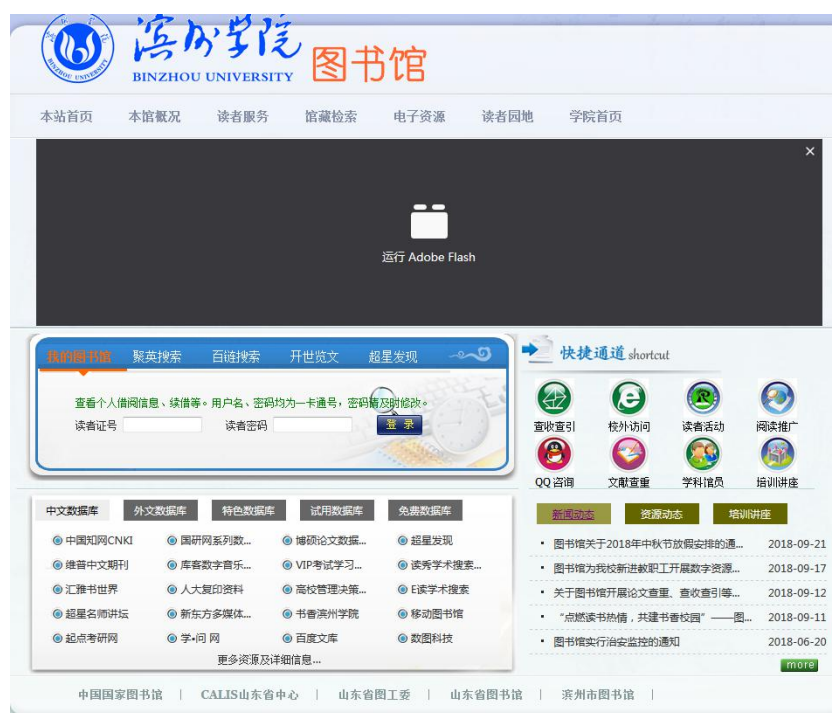 滨州学院
BINZHOU UNIVERSITY
图书馆
本站首页 本馆概况 读者服务 馆藏检索 电子资源 读者园地 学院首页
运行 Adobe Flash
我的图书馆 聚英搜索 百链搜索 开世览文 超星发现
查看个人借阅信息、续借等。用户名、密码均为一卡通号，密码请及时修改。
读者证号 读者密码 登 录
快捷通道 shortcut
查收查引 校外访问 读者活动 阅读推广
QQ咨询 文献查重 学科馆员 培训讲座
中文数据库 外文数据库 特色数据库 试用数据库 免费数据库
中国知网CNKI 国研网系列数... 博硕论文数据... 超星发现
维普中文期刊 库客数字音乐... VIP考试学习... 读秀学术搜索...
汇雅书世界 人大复印资料 高校管理决策... E读学术搜索
超星名师讲坛 新东方多媒体... 书香滨州学院 移动图书馆
起点考研网 学•问 网 百度文库 数图科技
更多资源及详细信息...
新闻动态 资源动态 培训讲座
图书馆关于2018年中秋节放假安排的通... 2018-09-21
图书馆为我校新进教职工开展数字资源... 2018-09-17
关于图书馆开展论文查重、查收查引等... 2018-09-12
“点燃读书热情，共建书香校园”——图... 2018-09-11
图书馆实行治安监控的通知 2018-06-20
more
中国国家图书馆 | CALIS山东省中心 | 山东省图工委 | 山东省图书馆 | 滨州市图书馆 |